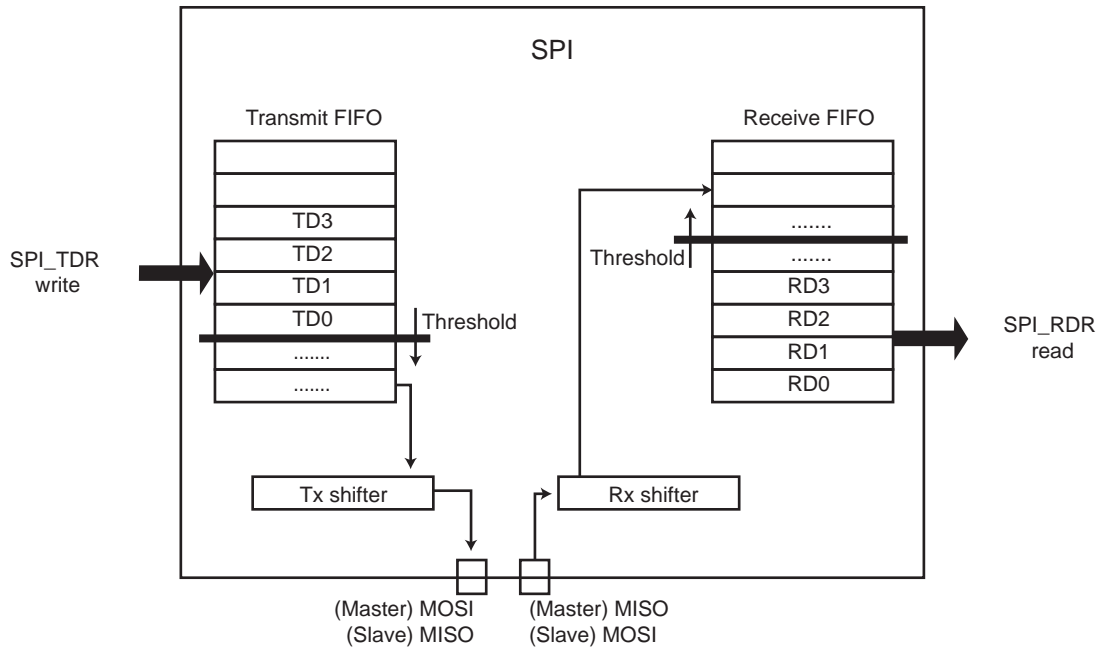 SPI
Transmit FIFO
TD3
TD2
TD1
TD0
.......
.......
Threshold
SPI_TDR
write
Receive FIFO
.......
.......
RD3
RD2
RD1
RD0
Threshold
SPI_RDR
read
Tx shifter
Rx shifter
(Master) MOSI
(Slave) MISO
(Master) MISO
(Slave) MOSI